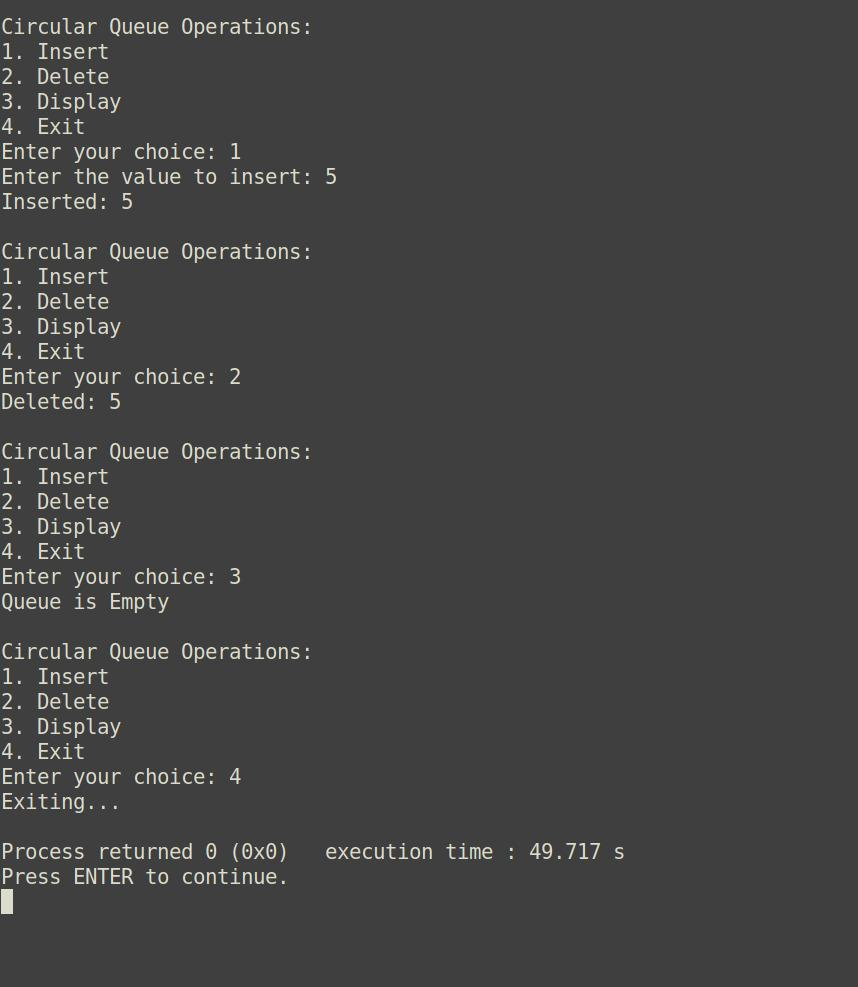 Circular Queue Operations:
1. Insert
2. Delete
3. Display
4. Exit
Enter your choice: 1
Enter the value to insert: 5
Inserted: 5

Circular Queue Operations:
1. Insert
2. Delete
3. Display
4. Exit
Enter your choice: 2
Deleted: 5

Circular Queue Operations:
1. Insert
2. Delete
3. Display
4. Exit
Enter your choice: 3
Queue is Empty

Circular Queue Operations:
1. Insert
2. Delete
3. Display
4. Exit
Enter your choice: 4
Exiting...

Process returned 0 (0x0)   execution time : 49.717 s
Press ENTER to continue.